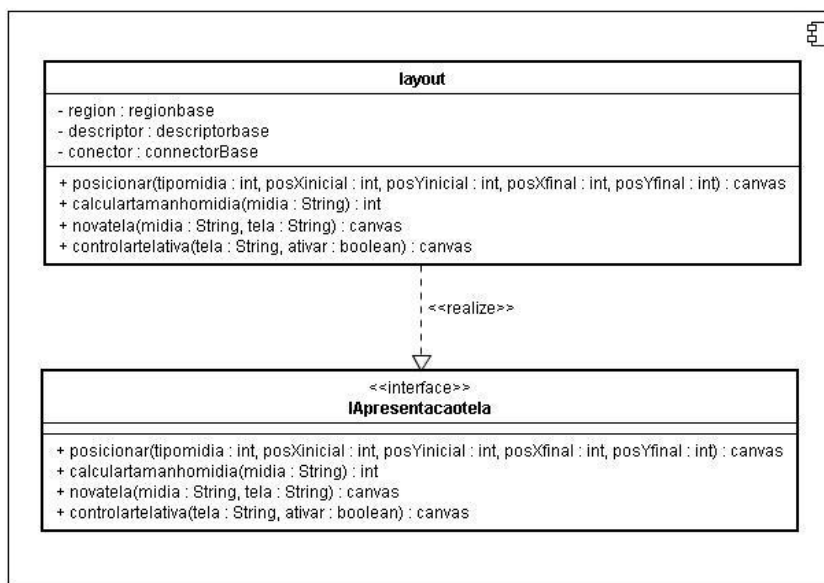 layout
- region : regionbase
- descriptor : descriptorbase
- conector : connectorBase
+ posicionar(tipomidia : int, posXinicial : int, posYinicial : int, posXfinal : int, posYfinal : int) : canvas
+ calculartamanhomidia(midia : String) : int
+ novatela(midia : String, tela : String) : canvas
+ controlartelativa(tela : String, ativar : boolean) : canvas
<<realize>>
<<interface>>
IApresentacaotela
+ posicionar(tipomidia : int, posXinicial : int, posYinicial : int, posXfinal : int, posYfinal : int) : canvas
+ calculartamanhomidia(midia : String) : int
+ novatela(midia : String, tela : String) : canvas
+ controlartelativa(tela : String, ativar : boolean) : canvas